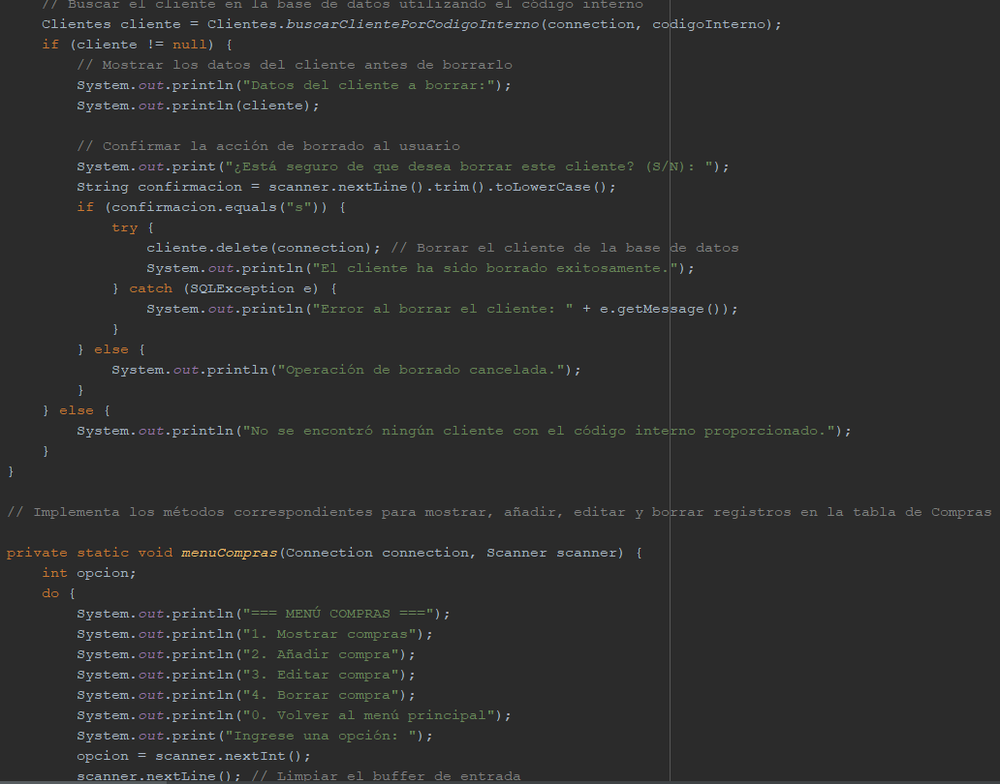 // Buscar el cliente en la base de datos utilizando el código interno
Clientes cliente = Clientes.buscarClientePorCodigoInterno(connection, codigoInterno);
if (cliente != null) {
// Mostrar los datos del cliente antes de borrarlo
System.out.println("Datos del cliente a borrar:");
System.out.println(cliente);
// Confirmar la acción de borrado al usuario
System.out.print("¿Está seguro de que desea borrar este cliente? (S/N): ");
String confirmacion = scanner.nextLine().trim().toLowerCase();
if (confirmacion.equals("s")) {
try {
cliente.delete(connection); // Borrar el cliente de la base de datos
System.out.println("El cliente ha sido borrado exitosamente.");
} catch (SQLException e) {
System.out.println("Error al borrar el cliente: " + e.getMessage());
}
} else {
System.out.println("Operación de borrado cancelada.");
}
} else {
System.out.println("No se encontró ningún cliente con el código interno proporcionado.");
}
}
// Implementa los métodos correspondientes para mostrar, añadir, editar y borrar registros en la tabla de Compras
private static void menuCompras(Connection connection, Scanner scanner) {
int opcion;
do {
System.out.println("=== MENÚ COMPRAS ===");
System.out.println("1. Mostrar compras");
System.out.println("2. Añadir compra");
System.out.println("3. Editar compra");
System.out.println("4. Borrar compra");
System.out.println("0. Volver al menú principal");
System.out.print("Ingrese una opción: ");
opcion = scanner.nextInt();
scanner.nextLine(); // Limpiar el buffer de entrada